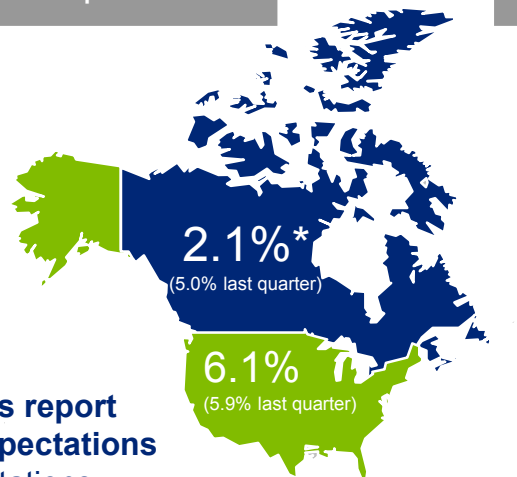 2.1%*
(5.0% last quarter)
6.1%
(5.9% last quarter)
s report
pectations